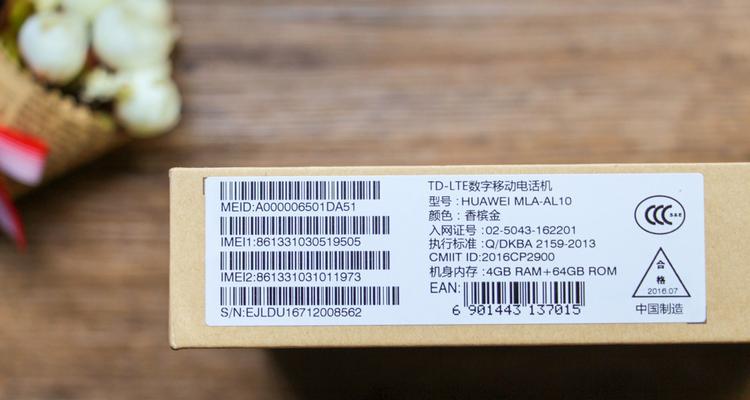 MEID:A000006501DA51
IMEI1:861331030519505
IMEI2:861331031011973
S/N:EJLDU16712008562
TD-LTE数字移动电话机
型号：HUAWEI MLA-AL10
颜色：香槟金
入网证号：02-5043-162201
执行标准：Q/DKBA 2159-2013
CMIIT ID:2016CP2900
机身内存：4GB RAM+64GB ROM
EAN:
6 901443 137015
CCC S&E
合格
2016.07
中国制造